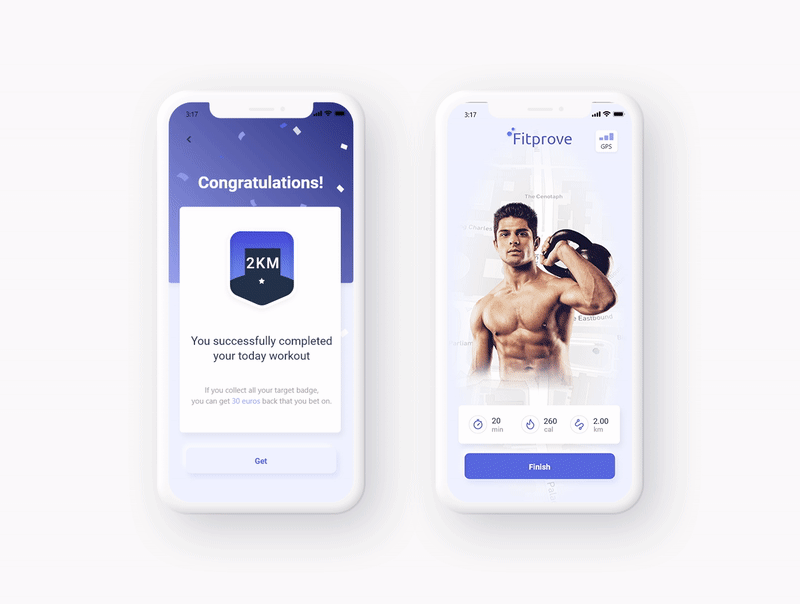 3:17
Congratulations!
2KM
You successfully completed
your today workout
If you collect all your target badge,
you can get 30 euros back that you bet on.
Get
3:17
Fitprove
GPS
The Cenotaph
Charles
e Eastbound
Parliam
20
min
260
cal
2.00
km
Finish